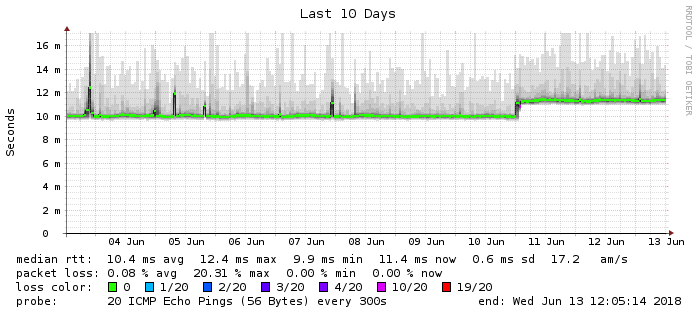 Last 10 Days
RRDTOOL / TOBI OETIKER
Seconds
16 m
14 m
12 m
10 m
8 m
6 m
4 m
2 m
0
04 Jun 05 Jun 06 Jun 07 Jun 08 Jun 09 Jun 10 Jun 11 Jun 12 Jun 13 Jun
median rtt: 10.4 ms avg 12.4 ms max 9.9 ms min 11.4 ms now 0.6 ms sd 17.2 am/s
packet loss: 0.08 % avg 20.31 % max 0.00 % min 0.00 % now
loss color: 0 1/20 2/20 3/20 4/20 10/20 19/20
probe: 20 ICMP Echo Pings (56 Bytes) every 300s end: Wed Jun 13 12:05:14 2018